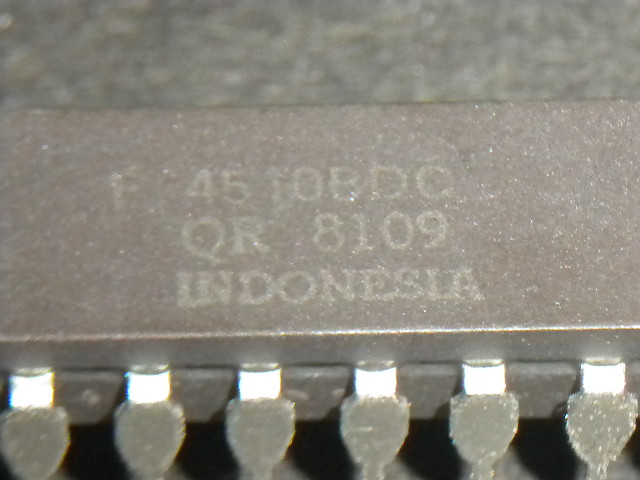 F 4510BDC
QR 8109
INDONESIA